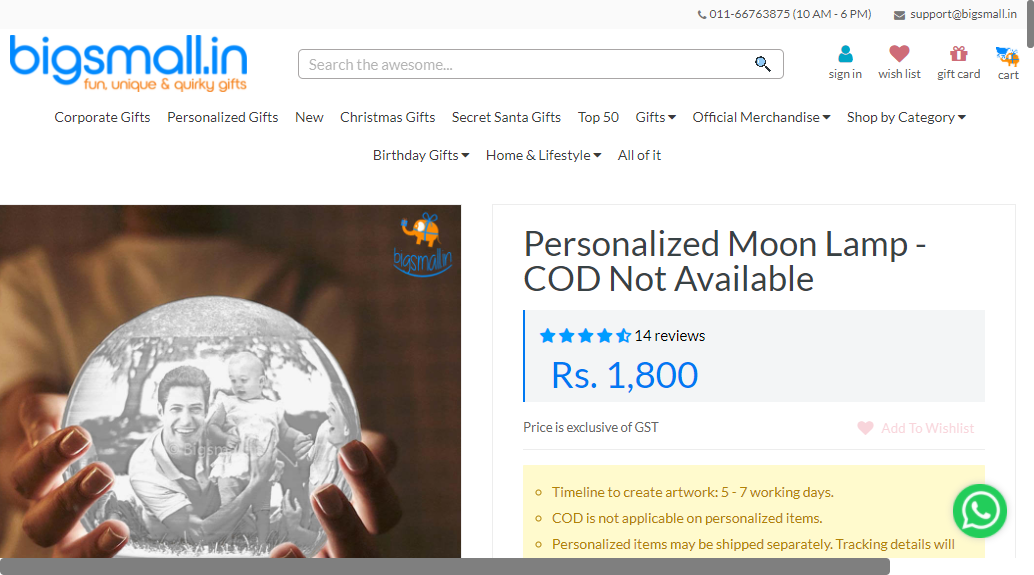 011-66763875 (10 AM - 6 PM) support@bigsmall.in
bigsmall.in
fun, unique & quirky gifts
Search the awesome...
sign in wish list gift card cart
Corporate Gifts Personalized Gifts New Christmas Gifts Secret Santa Gifts Top 50 Gifts Official Merchandise Shop by Category
Birthday Gifts Home & Lifestyle All of it
bigsmall.in
Personalized Moon Lamp -
COD Not Available
14 reviews
Rs. 1,800
Price is exclusive of GST Add To Wishlist
Timeline to create artwork: 5 - 7 working days.
COD is not applicable on personalized items.
Personalized items may be shipped separately. Tracking details will